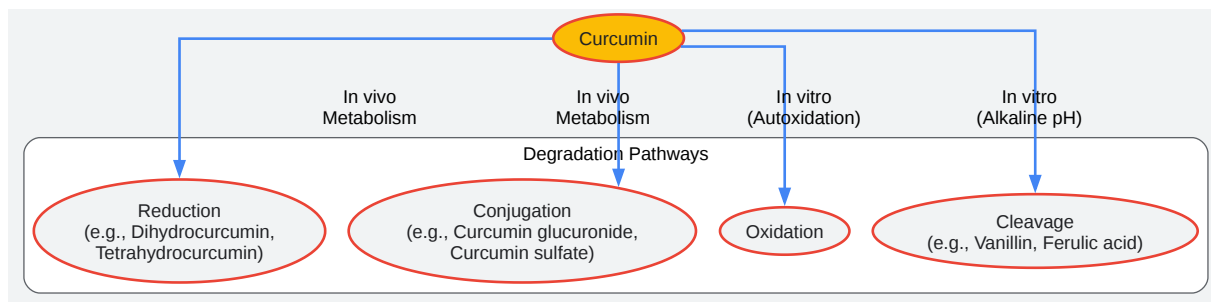 Curcumin
In vivo
Metabolism
In vivo
Metabolism
In vitro
(Autoxidation)
In vitro
(Alkaline pH)
Degradation Pathways
Reduction
(e.g., Dihydrocurcumin,
Tetrahydrocurcumin)
Conjugation
(e.g., Curcumin glucuronide,
Curcumin sulfate)
Oxidation
Cleavage
(e.g., Vanillin, Ferulic acid)